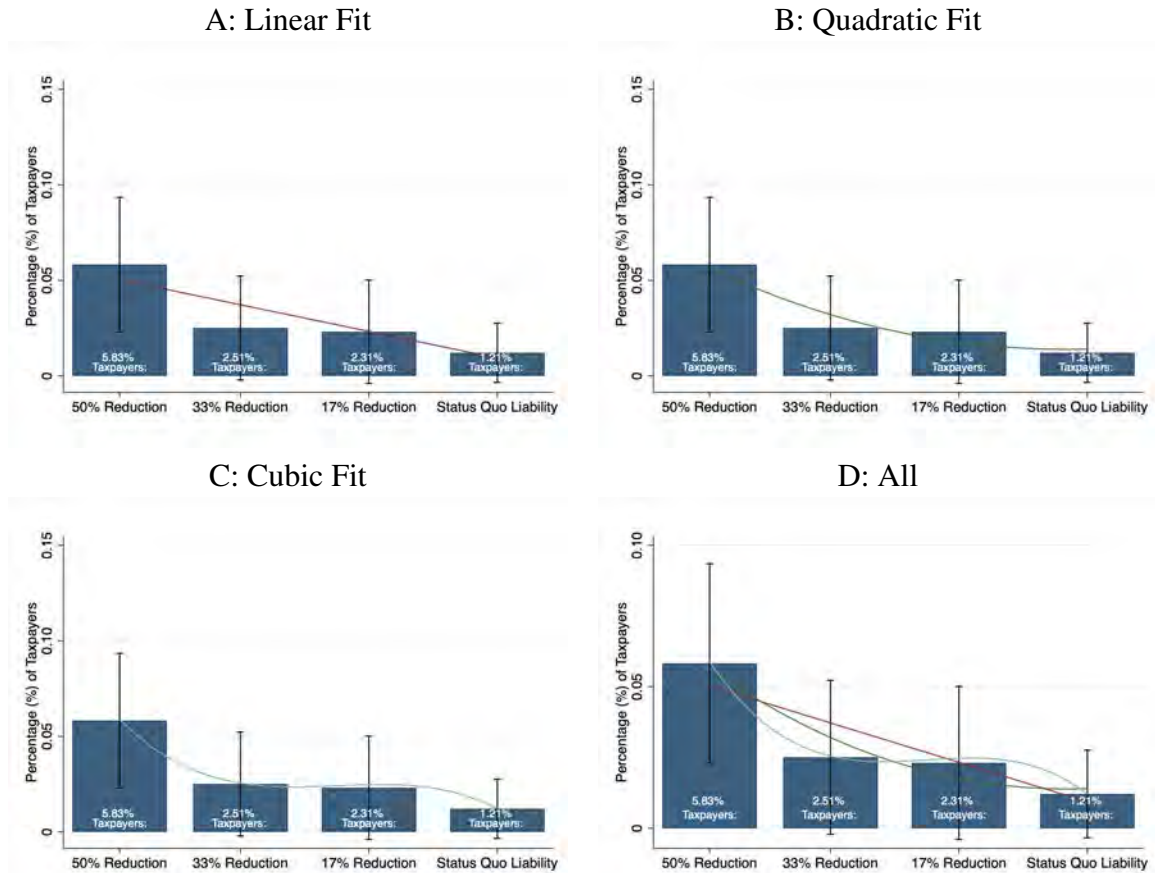 A: Linear Fit
Percentage (%) of Taxpayers
0.15
0.10
0.05
0
5.83%
Taxpayers:
2.51%
Taxpayers:
2.31%
Taxpayers:
1.21%
Taxpayers:
50% Reduction
33% Reduction
17% Reduction
Status Quo Liability
B: Quadratic Fit
Percentage (%) of Taxpayers
0.15
0.10
0.05
0
5.83%
Taxpayers:
2.51%
Taxpayers:
2.31%
Taxpayers:
1.21%
Taxpayers:
50% Reduction
33% Reduction
17% Reduction
Status Quo Liability
C: Cubic Fit
Percentage (%) of Taxpayers
0.15
0.10
0.05
0
5.83%
Taxpayers:
2.51%
Taxpayers:
2.31%
Taxpayers:
1.21%
Taxpayers:
50% Reduction
33% Reduction
17% Reduction
Status Quo Liability
D: All
Percentage (%) of Taxpayers
0.10
0.05
0
5.83%
Taxpayers:
2.51%
Taxpayers:
2.31%
Taxpayers:
1.21%
Taxpayers:
50% Reduction
33% Reduction
17% Reduction
Status Quo Liability